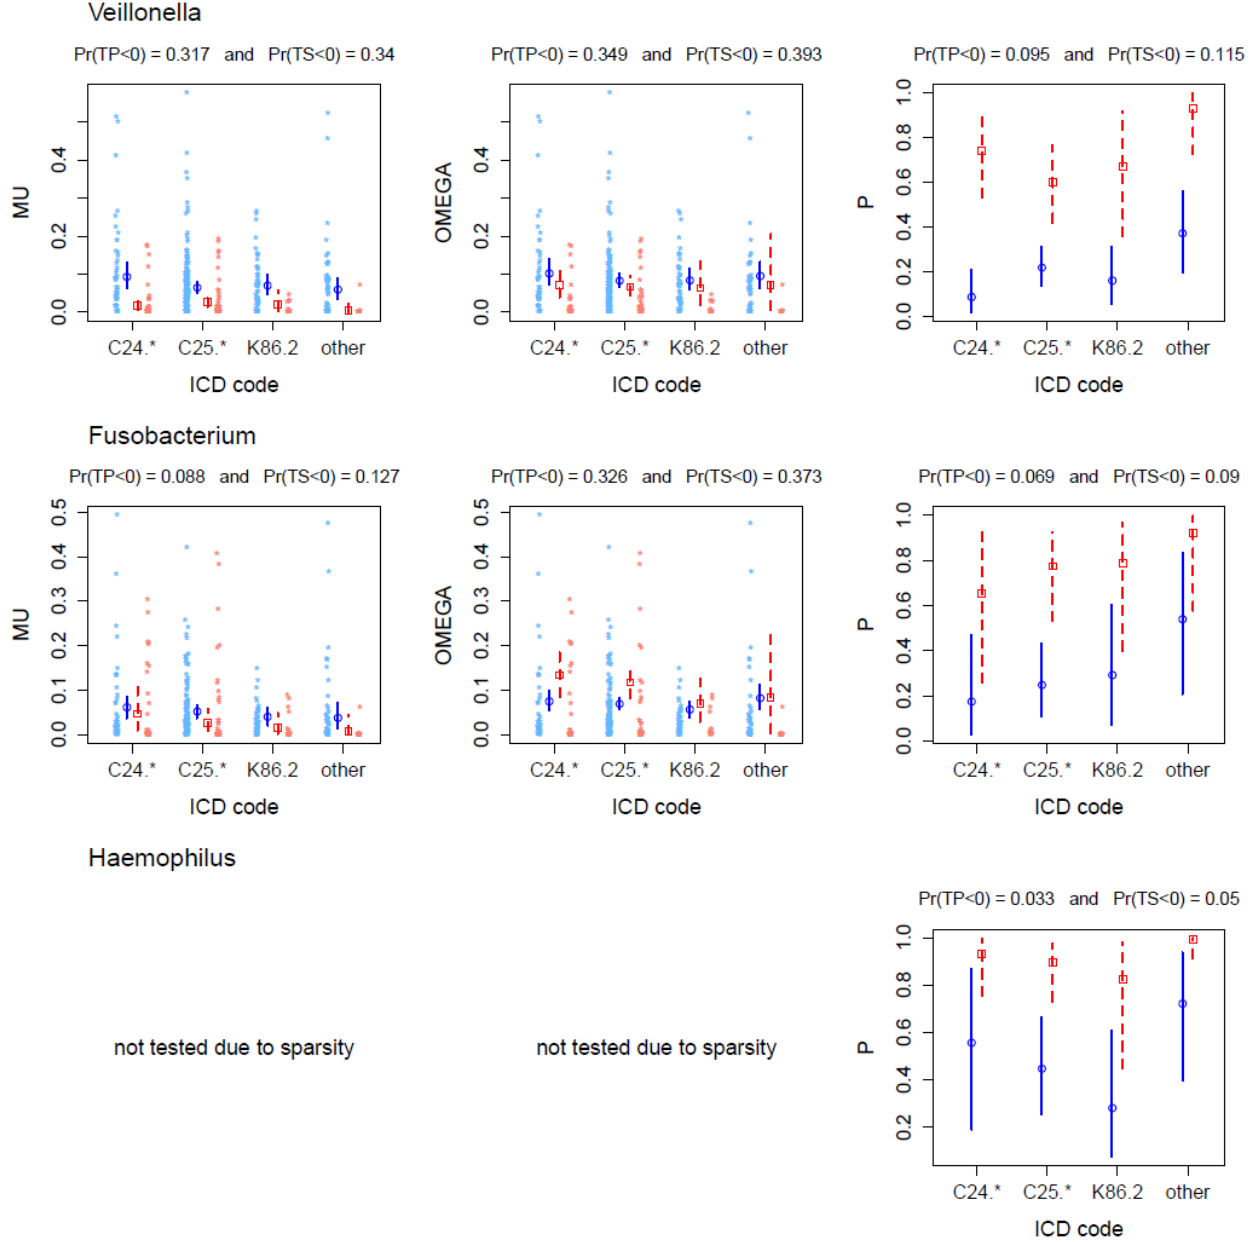 Veillonella
Pr(TP<0) = 0.317 and Pr(TS<0) = 0.34
MU
0.0 0.2 0.4
C24.* C25.* K86.2 other
ICD code
Pr(TP<0) = 0.349 and Pr(TS<0) = 0.393
OMEGA
0.0 0.2 0.4
C24.* C25.* K86.2 other
ICD code
Pr(TP<0) = 0.095 and Pr(TS<0) = 0.115
P
0.0 0.2 0.4 0.6 0.8 1.0
C24.* C25.* K86.2 other
ICD code
Fusobacterium
Pr(TP<0) = 0.088 and Pr(TS<0) = 0.127
MU
0.0 0.1 0.2 0.3 0.4 0.5
C24.* C25.* K86.2 other
ICD code
Pr(TP<0) = 0.326 and Pr(TS<0) = 0.373
OMEGA
0.0 0.1 0.2 0.3 0.4 0.5
C24.* C25.* K86.2 other
ICD code
Pr(TP<0) = 0.069 and Pr(TS<0) = 0.09
P
0.0 0.2 0.4 0.6 0.8 1.0
C24.* C25.* K86.2 other
ICD code
Haemophilus
not tested due to sparsity
not tested due to sparsity
Pr(TP<0) = 0.033 and Pr(TS<0) = 0.05
P
0.2 0.4 0.6 0.8 1.0
C24.* C25.* K86.2 other
ICD code